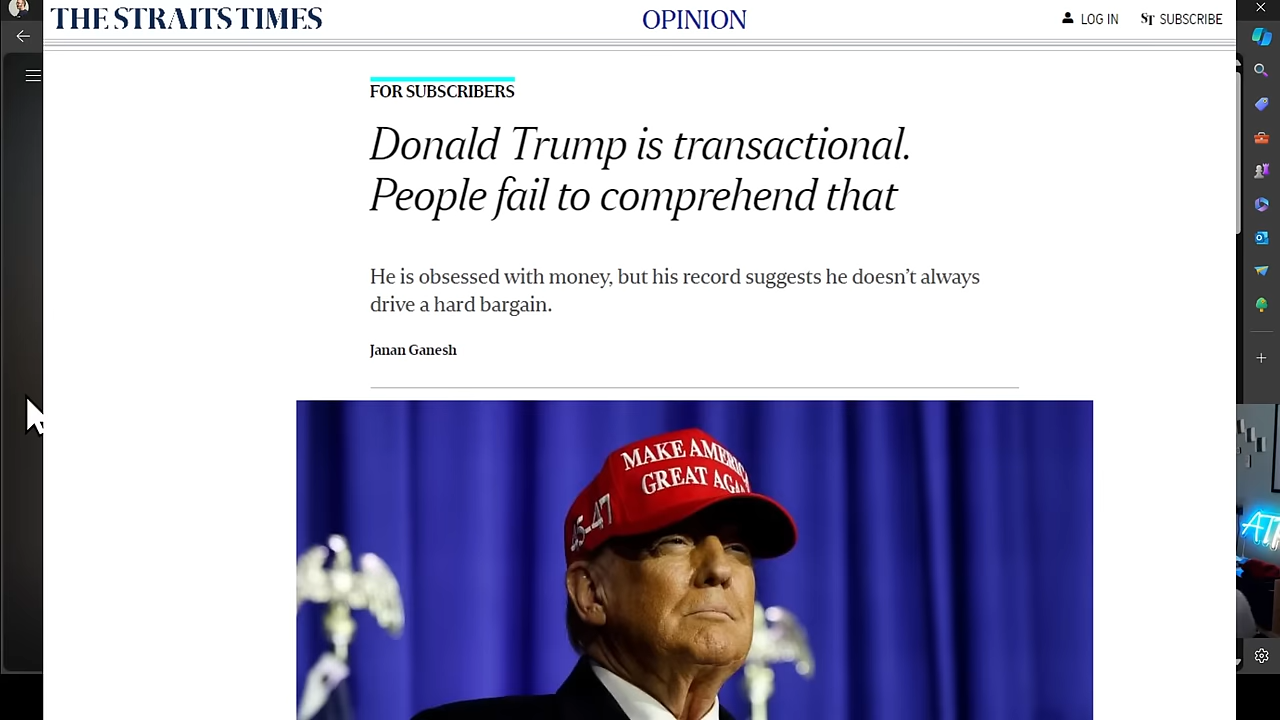 THE STRAITS TIMES
OPINION
LOG IN
ST SUBSCRIBE
FOR SUBSCRIBERS
Donald Trump is transactional.
People fail to comprehend that
He is obsessed with money, but his record suggests he doesn’t always
drive a hard bargain.
Janan Ganesh
MAKE AMERIC
GREAT AGA
45-47